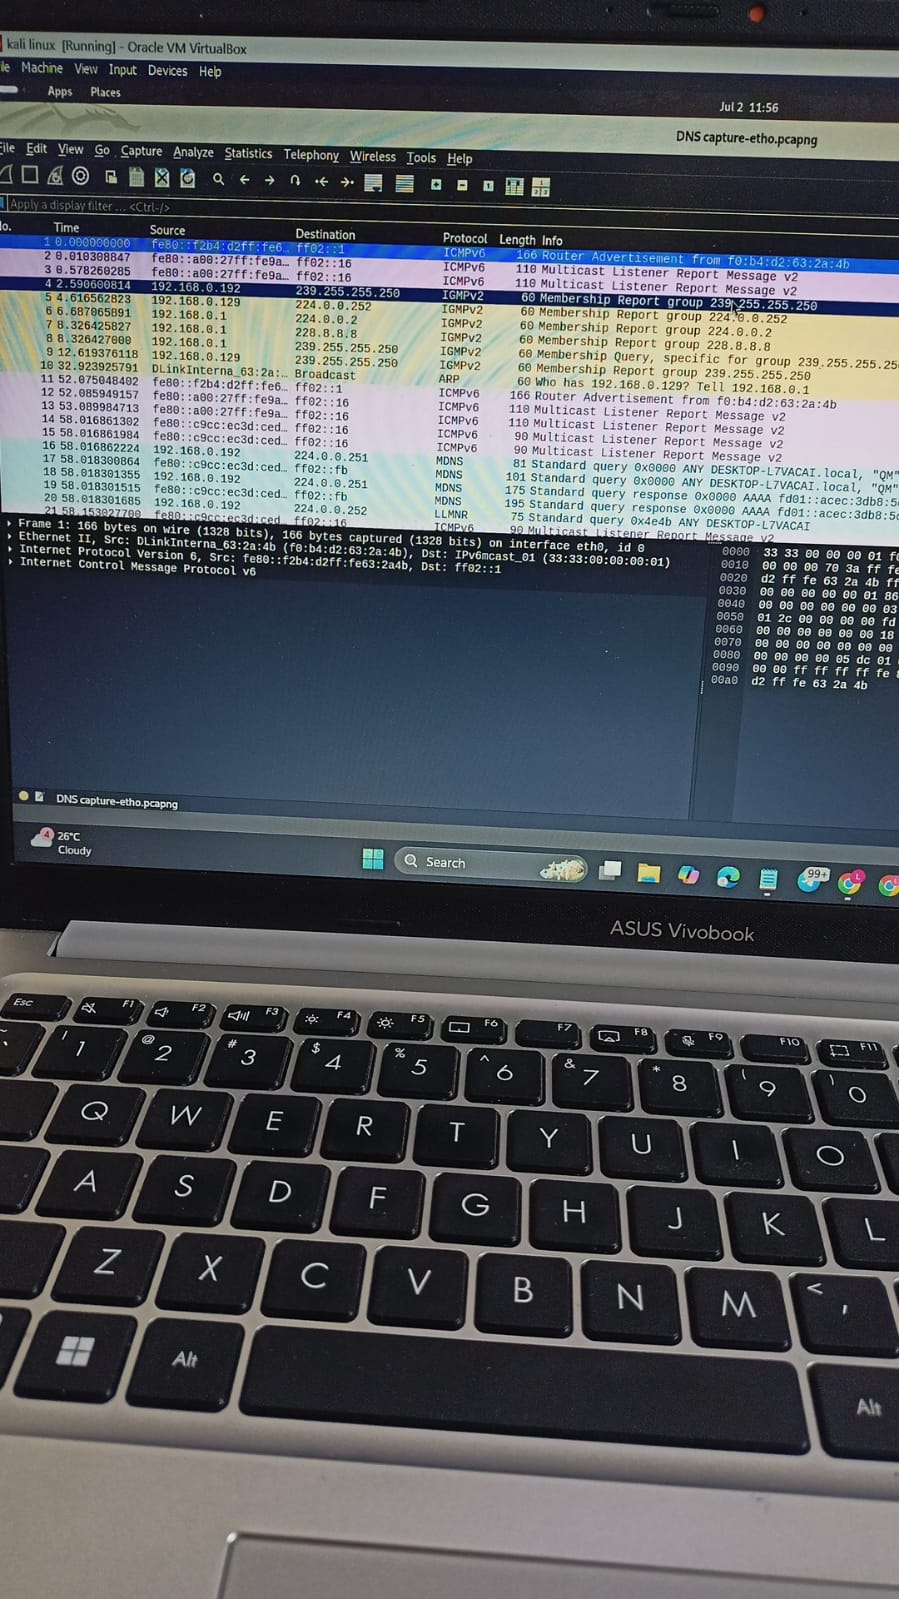 kali linux [Running] - Oracle VM VirtualBox
Machine View Input Devices Help
Apps Places
Jul 2 11:56
DNS capture-etho.pcapng
File Edit View Go Capture Analyze Statistics Telephony Wireless Tools Help
Apply a display filter ... <Ctrl-/>
No. Time Source Destination Protocol Length Info
1 0.000000000 fe80::f2b4:d2ff:fe6… ff02::1 ICMPv6 166 Router Advertisement from f0:b4:d2:63:2a:4b
2 0.010308847 fe80::a00:27ff:fe9a… ff02::16 ICMPv6 110 Multicast Listener Report Message v2
3 0.578260285 fe80::a00:27ff:fe9a… ff02::16 ICMPv6 110 Multicast Listener Report Message v2
4 2.590600814 192.168.0.192 239.255.255.250 IGMPv2 60 Membership Report group 239.255.255.250
5 4.616562823 192.168.0.129 224.0.0.252 IGMPv2 60 Membership Report group 224.0.0.252
6 6.687065891 192.168.0.1 224.0.0.2 IGMPv2 60 Membership Report group 224.0.0.2
7 8.326425827 192.168.0.1 228.8.8.8 IGMPv2 60 Membership Report group 228.8.8.8
8 8.326427000 192.168.0.1 239.255.255.250 IGMPv2 60 Membership Query, specific for group 239.255.255.250
9 12.619376118 192.168.0.129 239.255.255.250 IGMPv2 60 Membership Report group 239.255.255.250
10 32.923925791 DLinkInterna_63:2a:… Broadcast ARP 60 Who has 192.168.0.129? Tell 192.168.0.1
11 52.075048402 fe80::f2b4:d2ff:fe6… ff02::1 ICMPv6 166 Router Advertisement from f0:b4:d2:63:2a:4b
12 52.085949157 fe80::a00:27ff:fe9a… ff02::16 ICMPv6 110 Multicast Listener Report Message v2
13 53.089984713 fe80::a00:27ff:fe9a… ff02::16 ICMPv6 110 Multicast Listener Report Message v2
14 58.016861302 fe80::c9cc:ec3d:ced… ff02::16 ICMPv6 90 Multicast Listener Report Message v2
15 58.016861984 fe80::c9cc:ec3d:ced… ff02::16 ICMPv6 90 Multicast Listener Report Message v2
16 58.016862224 192.168.0.192 224.0.0.251 MDNS 81 Standard query 0x0000 ANY DESKTOP-L7VACAI.local, "QM"
17 58.018300864 fe80::c9cc:ec3d:ced… ff02::fb MDNS 101 Standard query 0x0000 ANY DESKTOP-L7VACAI.local, "QM"
18 58.018301355 192.168.0.192 224.0.0.251 MDNS 175 Standard query response 0x0000 AAAA fd01::acec:3db8:5
19 58.018301515 fe80::c9cc:ec3d:ced… ff02::fb MDNS 195 Standard query response 0x0000 AAAA fd01::acec:3db8:5
20 58.018301685 192.168.0.192 224.0.0.252 LLMNR 75 Standard query 0x4e4b ANY DESKTOP-L7VACAI
21 58.153027700 fe80::c9cc:ec3d:ced ff02::16 ICMPv6 90 Multicast Listener Report Message v2
Frame 1: 166 bytes on wire (1328 bits), 166 bytes captured (1328 bits) on interface eth0, id 0
Ethernet II, Src: DLinkInterna_63:2a:4b (f0:b4:d2:63:2a:4b), Dst: IPv6mcast_01 (33:33:00:00:00:01)
Internet Protocol Version 6, Src: fe80::f2b4:d2ff:fe63:2a4b, Dst: ff02::1
Internet Control Message Protocol v6
0000 33 33 00 00 00 01 f0
0010 00 00 00 70 3a ff fe
0020 d2 ff fe 63 2a 4b ff
0030 00 00 00 00 00 01 86
0040 00 00 00 00 00 00 03
0050 01 2c 00 00 00 00 fd
0060 00 00 00 00 00 00 18
0070 00 00 00 00 00 00 00
0080 00 00 00 00 05 dc 01
0090 00 00 ff ff ff ff fe
00a0 d2 ff fe 63 2a 4b
DNS capture-etho.pcapng
4 26°C
Cloudy
Search
99+
ASUS Vivobook
Esc F1 F2 F3 F4 F5 F6 F7 F8 F9 F10 F11
! 1 @ 2 # 3 $ 4 % 5 ^ 6 & 7 * 8 ( 9 ) 0
Q W E R T Y U I O
A S D F G H J K L
Z X C V B N M < ,
Alt Alt